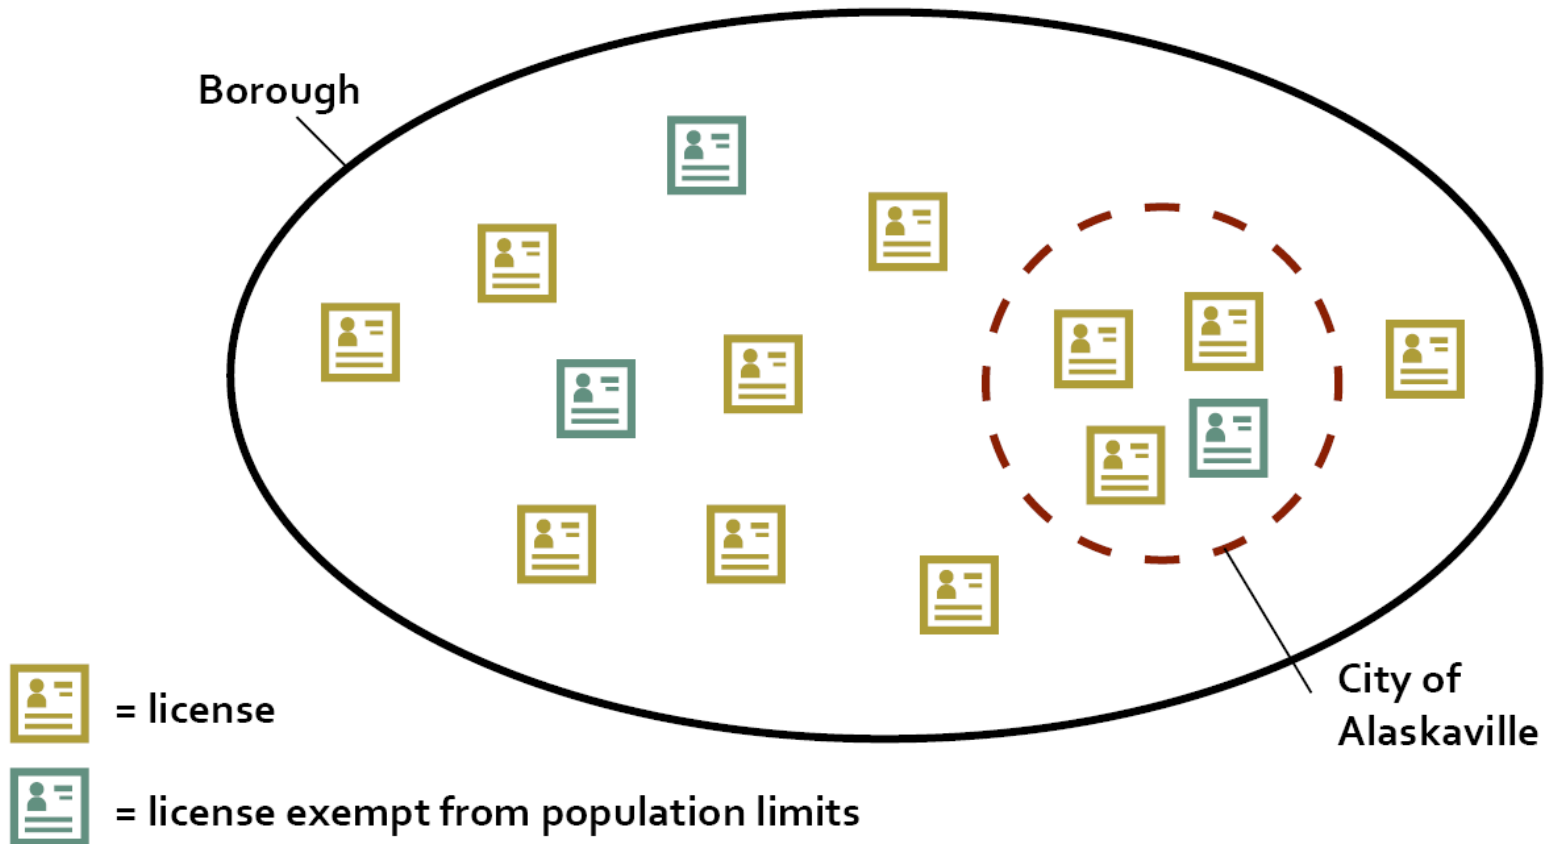 Borough
City of
Alaskaville
= license
= license exempt from population limits